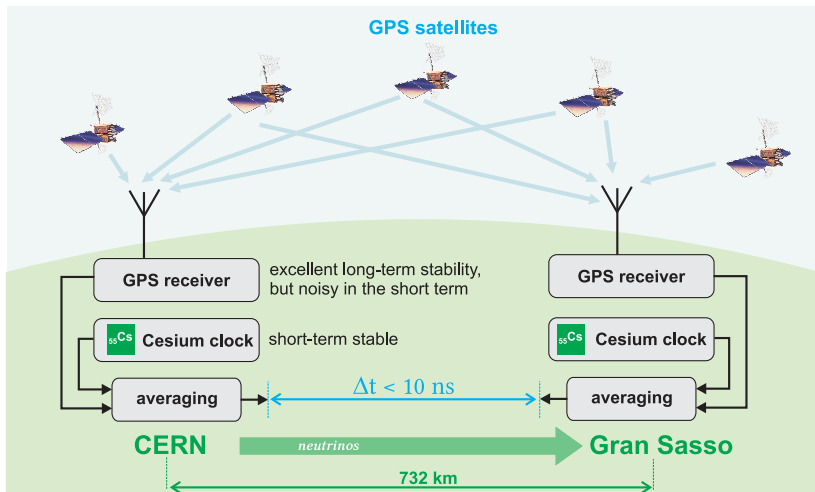 GPS satellites
GPS receiver
excellent long-term stability,
but noisy in the short term
GPS receiver
55Cs
Cesium clock
short-term stable
55Cs
Cesium clock
averaging
Δt < 10 ns
averaging
CERN
neutrinos
Gran Sasso
732 km